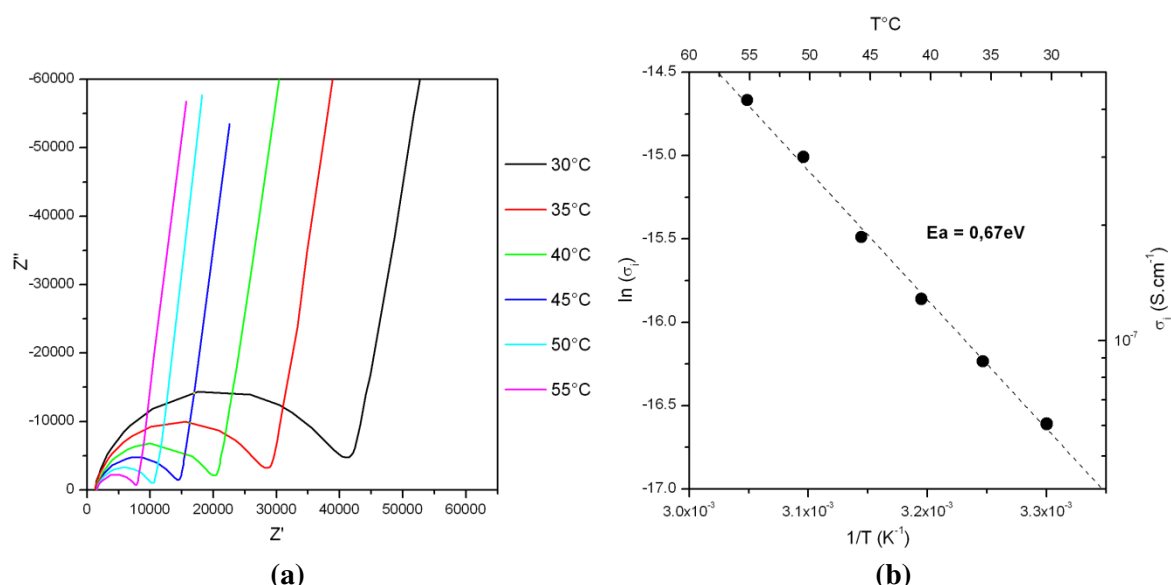 -60000
-50000
-40000
-30000
-20000
-10000
0
Z''
0 10000 20000 30000 40000 50000 60000
Z'
30°C
35°C
40°C
45°C
50°C
55°C
(a)
T°C
60 55 50 45 40 35 30
-14.5
-15.0
-15.5
-16.0
-16.5
-17.0
ln (σᵢ)
Ea = 0,67eV
10⁻⁷
σᵢ (S.cm⁻¹)
3.0x10⁻³ 3.1x10⁻³ 3.2x10⁻³ 3.3x10⁻³
1/T (K⁻¹)
(b)